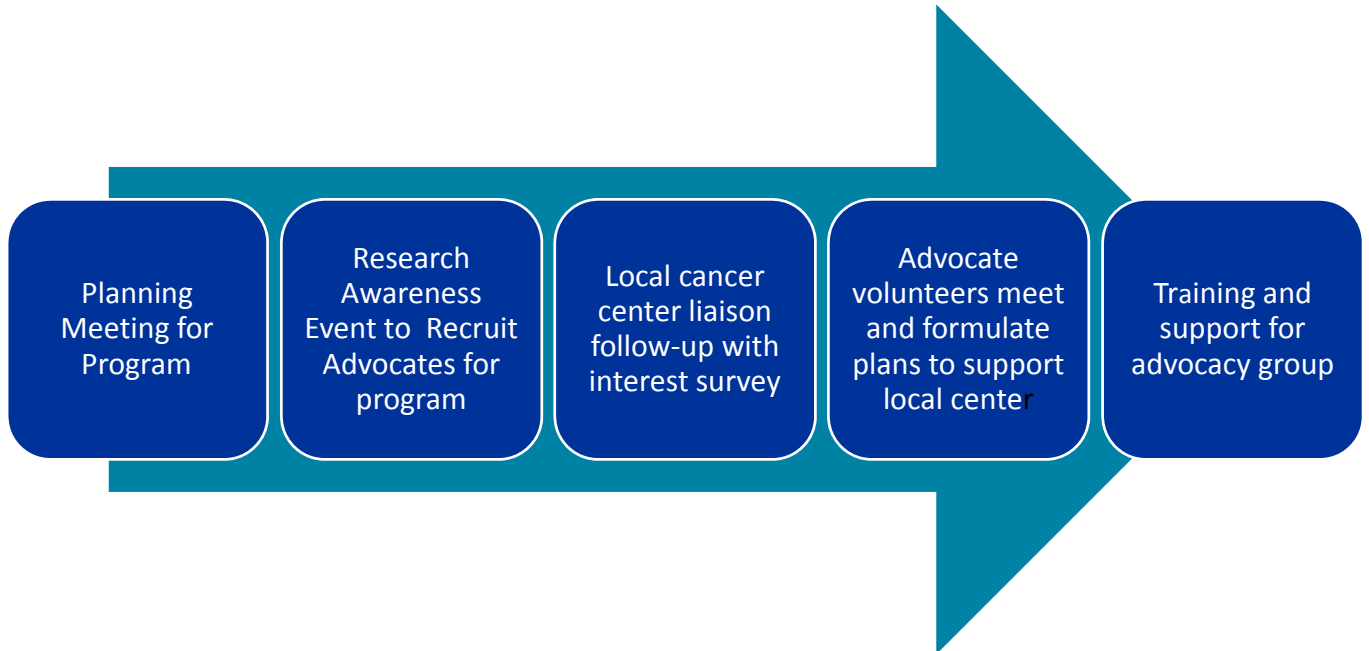 Planning
Meeting for
Program
Research
Awareness
Event to  Recruit
Advocates for
program
Local cancer
center liaison
follow-up with
interest survey
Advocate
volunteers meet
and formulate
plans to support
local center
Training and
support for
advocacy group